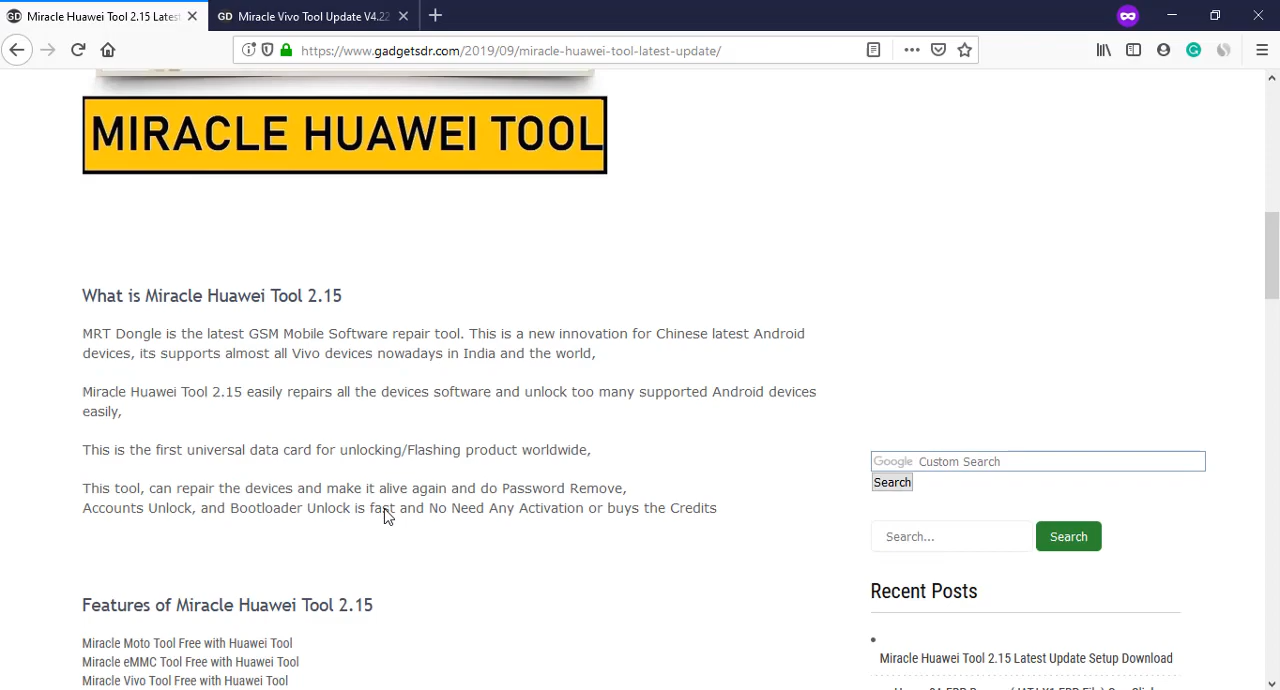 Miracle Huawei Tool 2.15 Latest
Miracle Vivo Tool Update V4.22
https://www.gadgetsdr.com/2019/09/miracle-huawei-tool-latest-update/
MIRACLE HUAWEI TOOL
What is Miracle Huawei Tool 2.15
MRT Dongle is the latest GSM Mobile Software repair tool. This is a new innovation for Chinese latest Android
devices, its supports almost all Vivo devices nowadays in India and the world,
Miracle Huawei Tool 2.15 easily repairs all the devices software and unlock too many supported Android devices
easily,
This is the first universal data card for unlocking/Flashing product worldwide,
This tool, can repair the devices and make it alive again and do Password Remove,
Accounts Unlock, and Bootloader Unlock is fast and No Need Any Activation or buys the Credits
Features of Miracle Huawei Tool 2.15
Miracle Moto Tool Free with Huawei Tool
Miracle eMMC Tool Free with Huawei Tool
Miracle Vivo Tool Free with Huawei Tool
Google Custom Search
Search
Search... Search
Recent Posts
Miracle Huawei Tool 2.15 Latest Update Setup Download